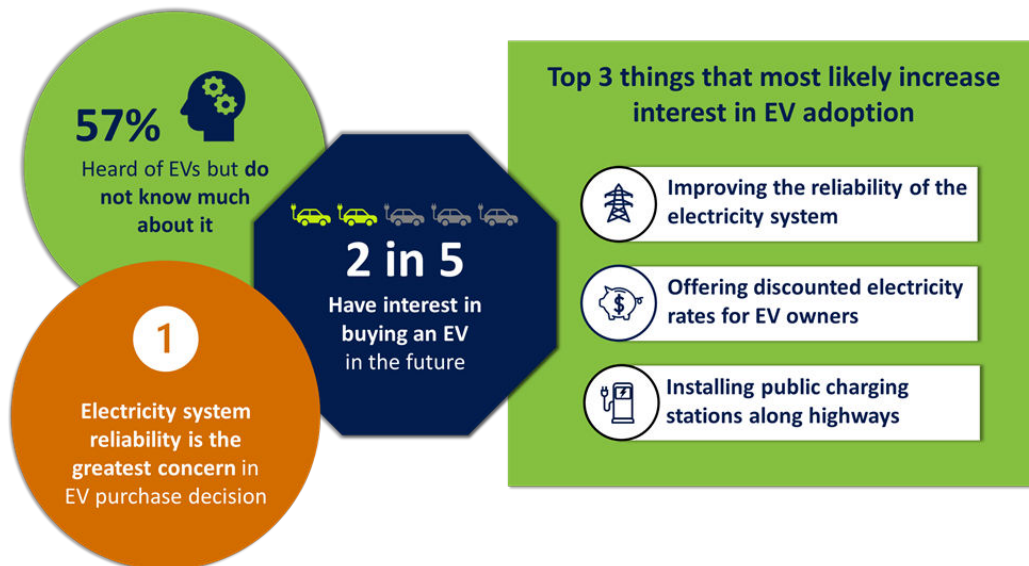 57%
Heard of EVs but do
not know much
about it
2 in 5
Have interest in
buying an EV
in the future
1
Electricity system
reliability is the
greatest concern in
EV purchase decision
Top 3 things that most likely increase
interest in EV adoption
Improving the reliability of the
electricity system
$
Offering discounted electricity
rates for EV owners
Installing public charging
stations along highways